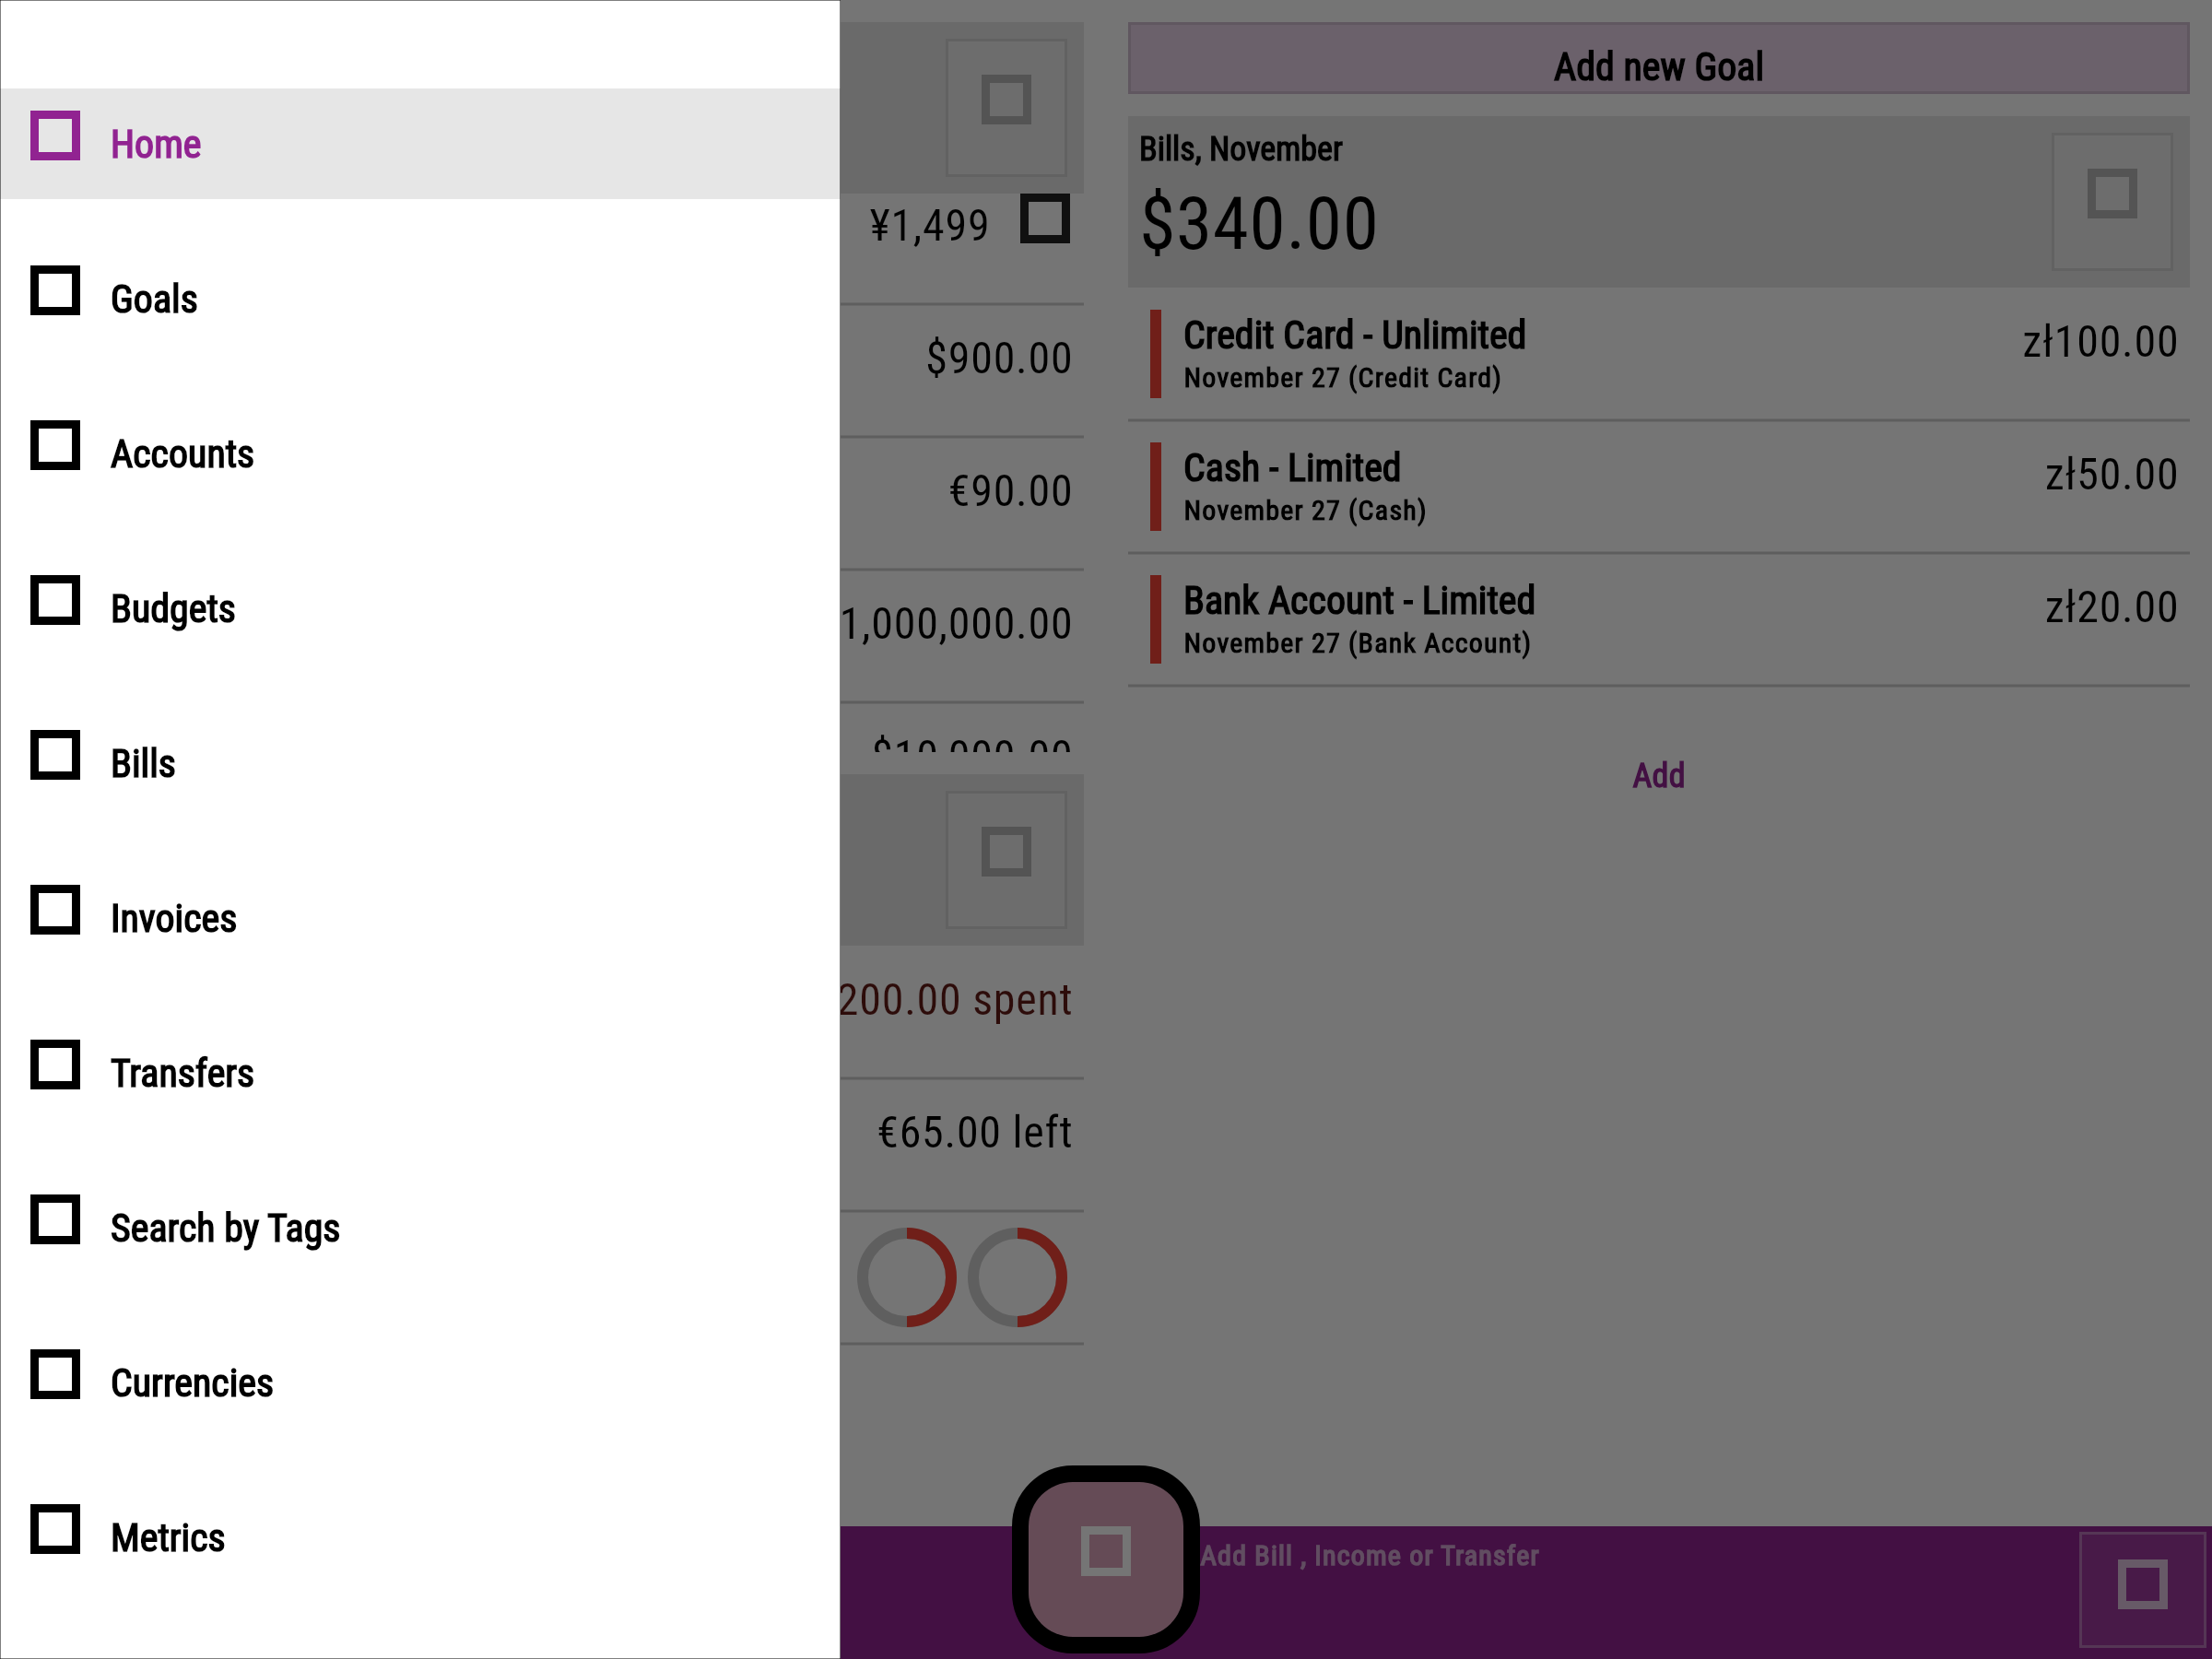 Home
Goals
Accounts
Budgets
Bills
Invoices
Transfers
Search by Tags
Currencies
Metrics
¥1,499
$900.00
€90.00
1,000,000.00
200.00 spent
€65.00 left
Add new Goal
Bills, November
$340.00
Credit Card - Unlimited
zł100.00
November 27 (Credit Card)
Cash - Limited
zł50.00
November 27 (Cash)
Bank Account - Limited
zł20.00
November 27 (Bank Account)
Add
Add Bill , Income or Transfer